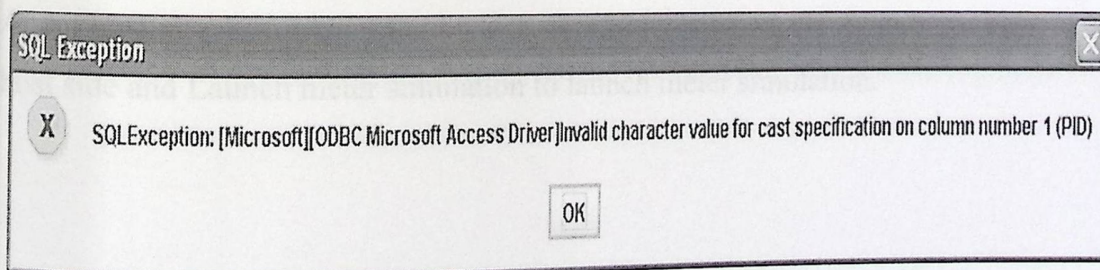 SQL Exception
X
X
SQLException: [Microsoft][ODBC Microsoft Access Driver]Invalid character value for cast specification on column number 1 (PID)
OK